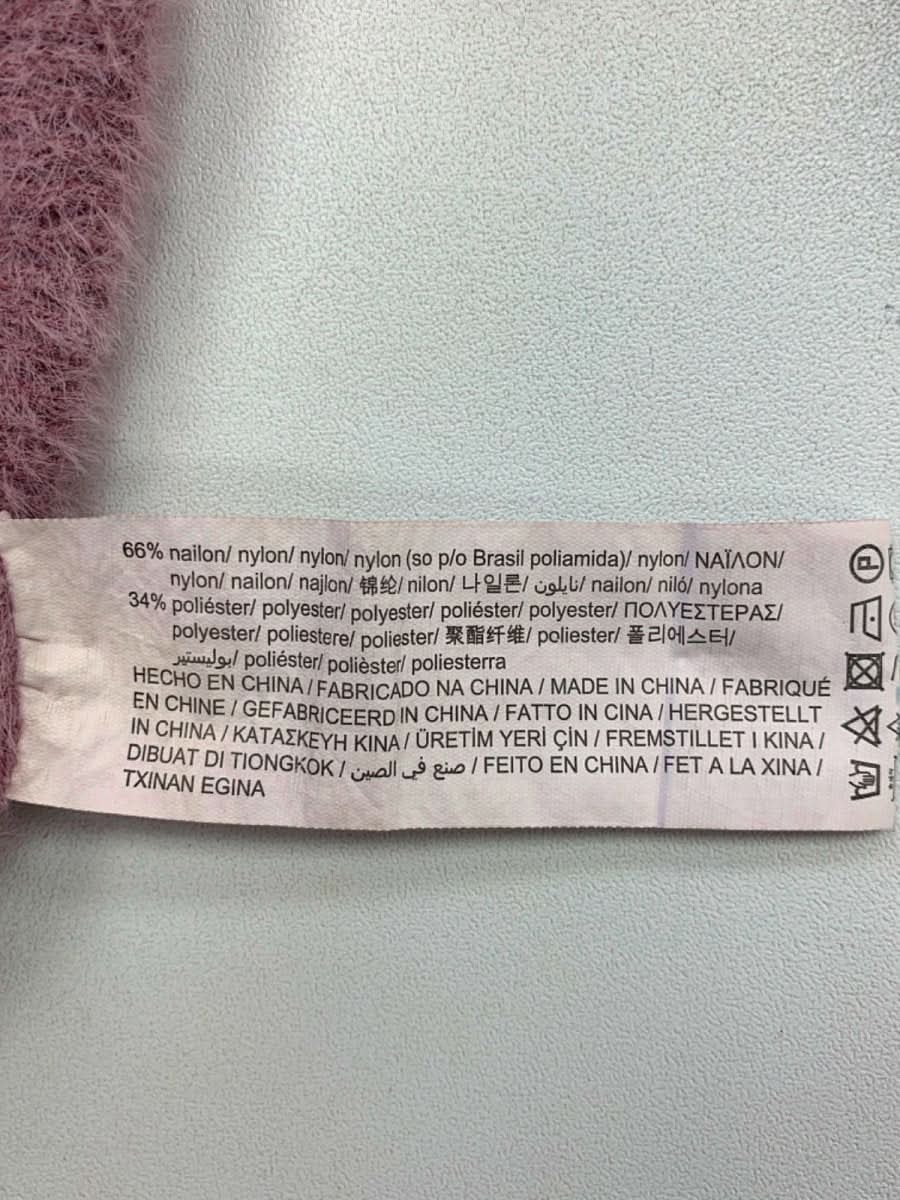 66% nailon/ nylon/ nylon/ nylon (so p/o Brasil poliamida)/ nylon/ ΝΑΪΛΟΝ/
nylon/ nailon/ najlon/ 锦纶/ nilon/ 나일론/ نايلون/ nailon/ niló/ nylona
34% poliéster/ polyester/ polyester/ poliéster/ polyester/ ΠΟΛΥΕΣΤΕΡΑΣ/
polyester/ poliestere/ poliester/ 聚酯纤维/ poliester/ 폴리에스터/
بوليستير/ poliéster/ polièster/ poliesterra
HECHO EN CHINA / FABRICADO NA CHINA / MADE IN CHINA / FABRIQUÉ
EN CHINE / GEFABRICEERD IN CHINA / FATTO IN CINA / HERGESTELLT
IN CHINA / ΚΑΤΑΣΚΕΥΗ ΚΙΝΑ / ÜRETİM YERİ ÇİN / FREMSTILLET I KINA /
DIBUAT DI TIONGKOK / صنع في الصين / FEITO EN CHINA / FET A LA XINA /
TXINAN EGINA
P